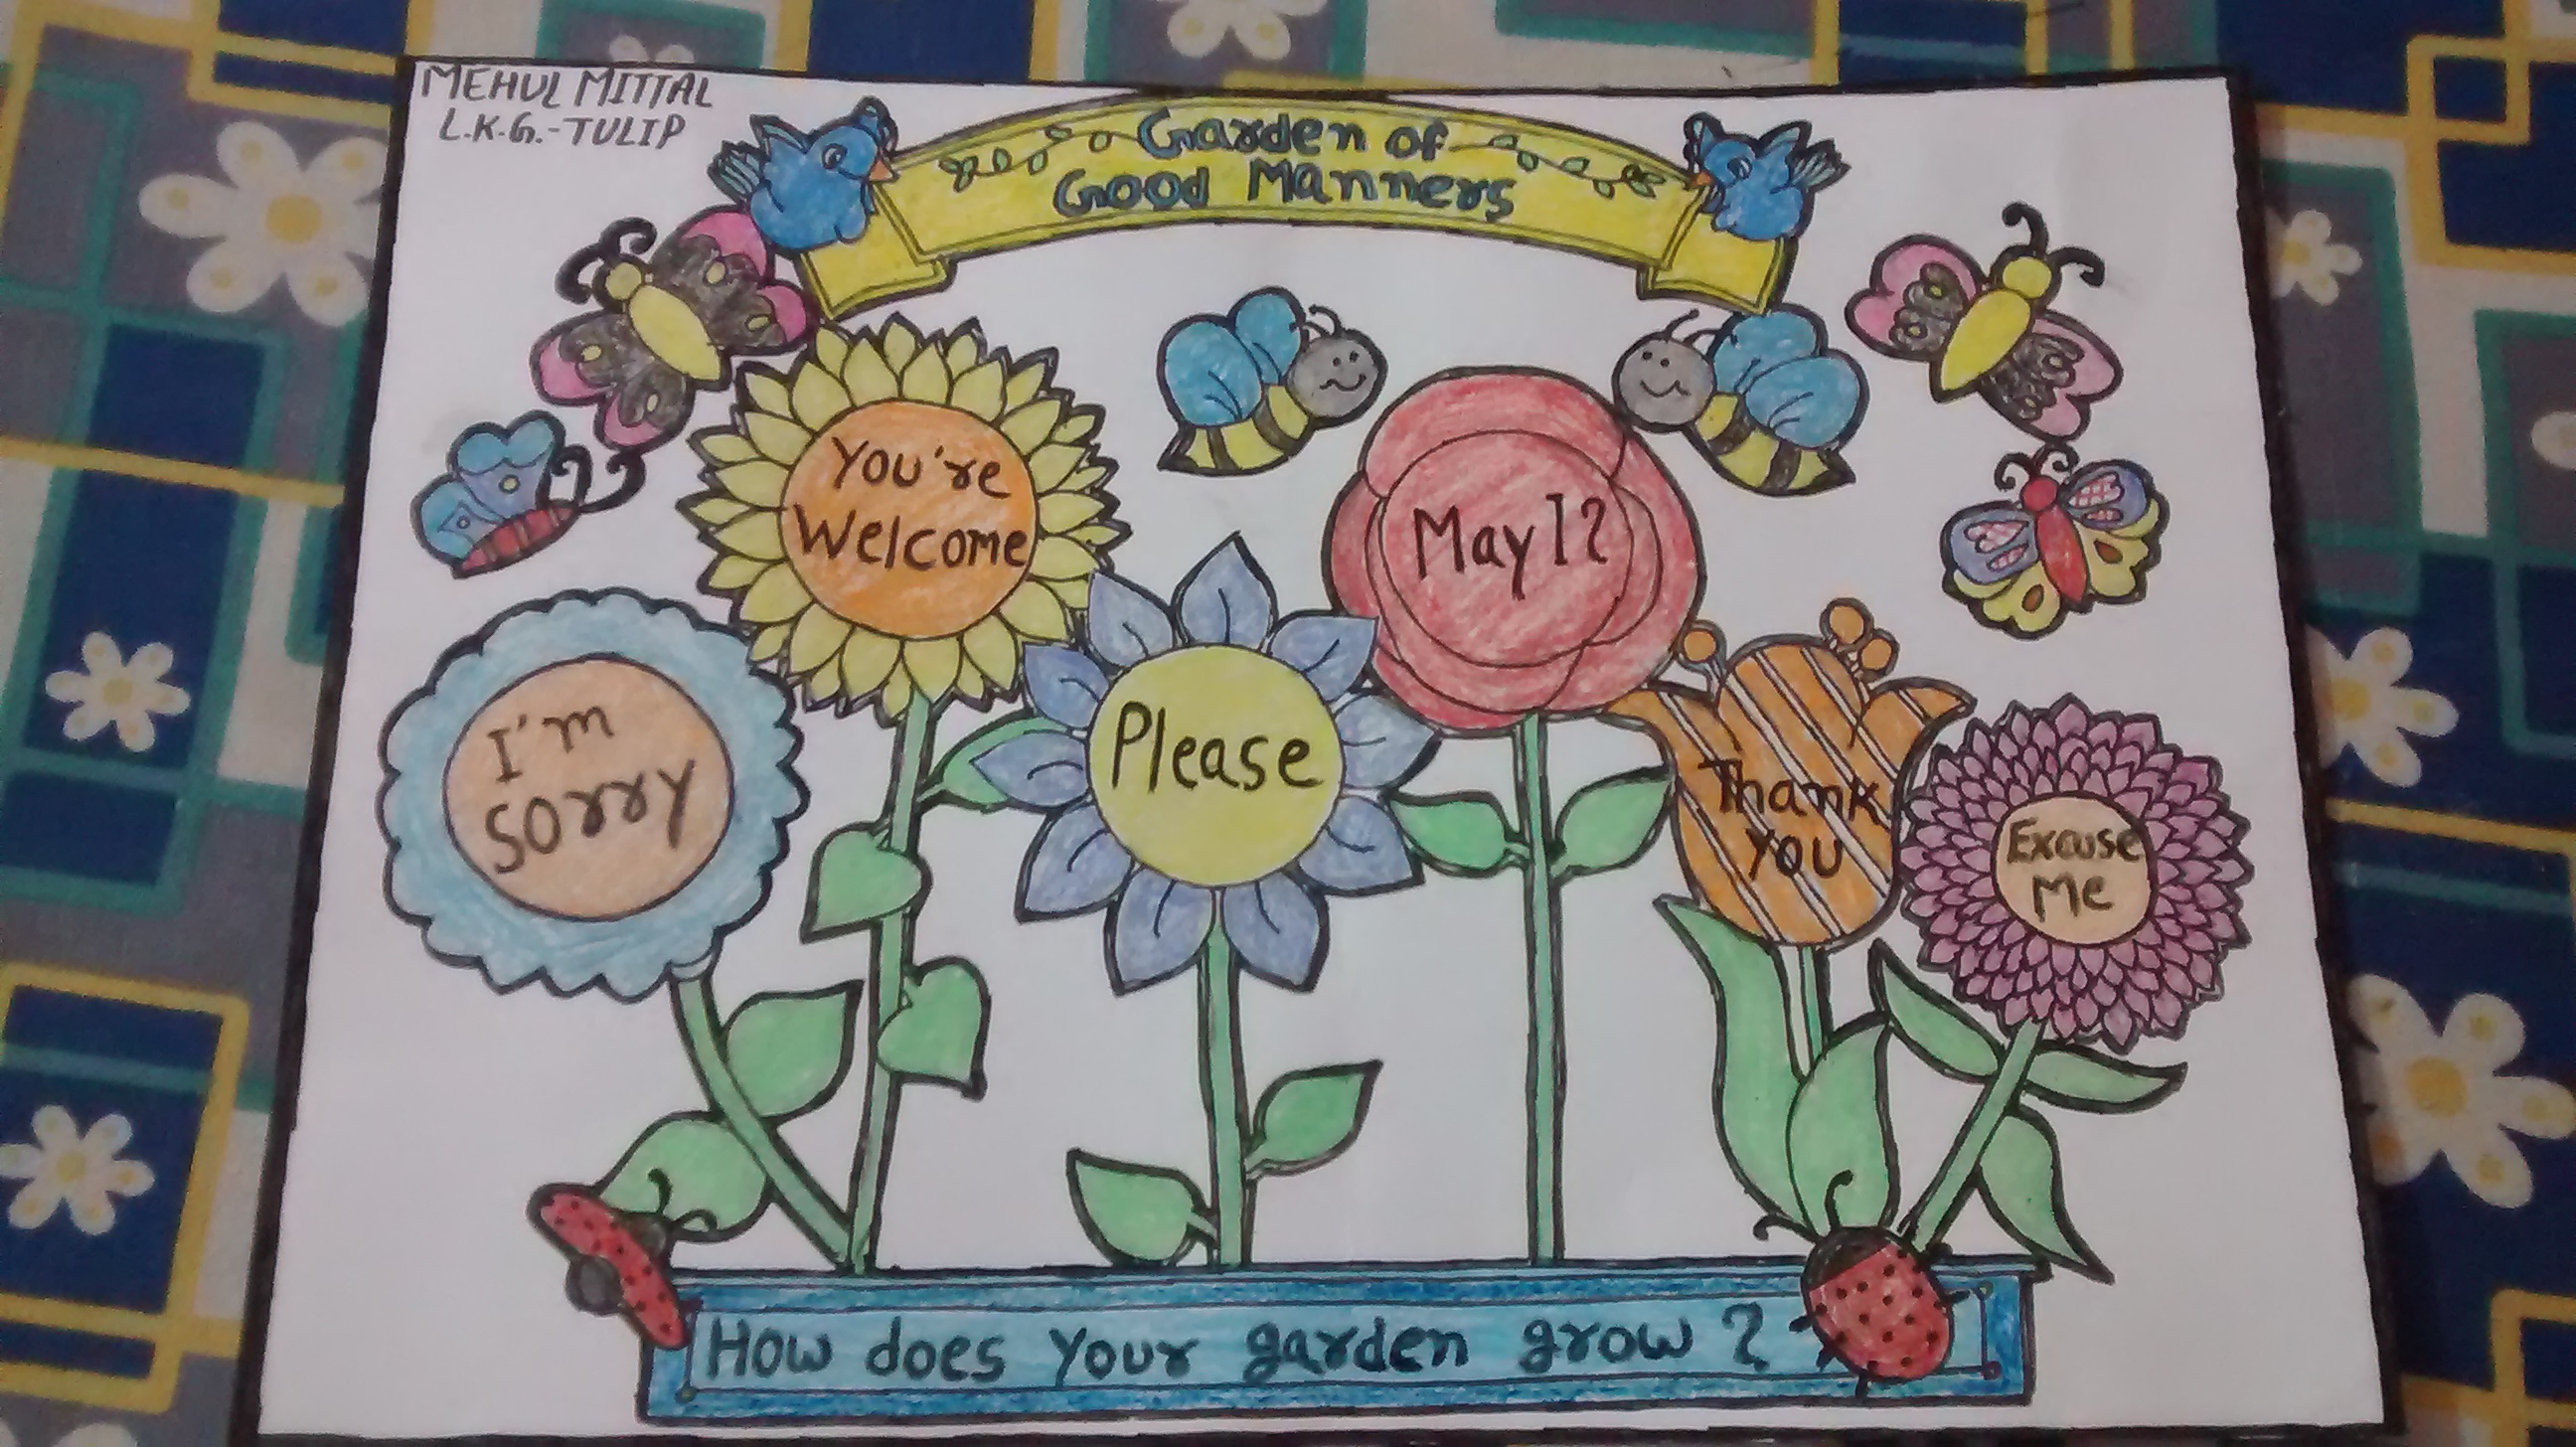 MEHUL MITTAL
L.K.G.-TULIP
Garden of
Good Manners
You're
Welcome
May I?
I'm
Sorry
Please
Thank
You
Excuse
Me
How does your garden grow ?